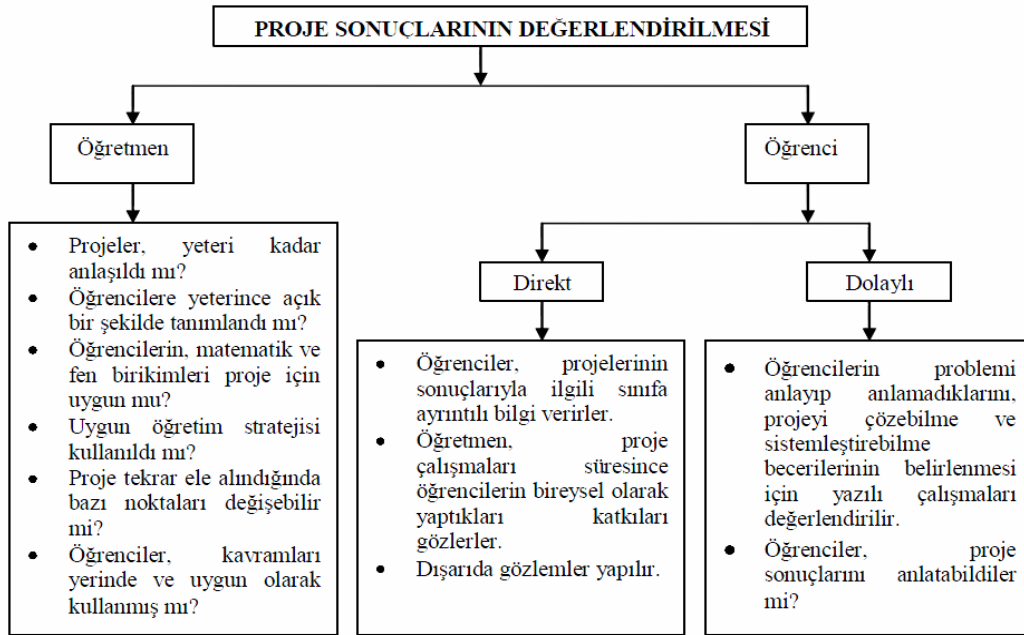 PROJE SONUÇLARININ DEĞERLENDİRİLMESİ
Öğretmen
Öğrenci
• Projeler, yeteri kadar
anlaşıldı mı?
• Öğrencilere yeterince açık
bir şekilde tanımlandı mı?
• Öğrencilerin, matematik ve
fen birikimleri proje için
uygun mu?
• Uygun öğretim stratejisi
kullanıldı mı?
• Proje tekrar ele alındığında
bazı noktaları değişebilir
mi?
• Öğrenciler, kavramları
yerinde ve uygun olarak
kullanmış mı?
Direkt
Dolaylı
• Öğrenciler, projelerinin
sonuçlarıyla ilgili sınıfa
ayrıntılı bilgi verirler.
• Öğretmen, proje
çalışmaları süresince
öğrencilerin bireysel olarak
yaptıkları katkıları
gözlerler.
• Dışarıda gözlemler yapılır.
• Öğrencilerin problemi
anlayıp anlamadıklarını,
projeyi çözebilme ve
sistemleştirebilme
becerilerinin belirlenmesi
için yazılı çalışmaları
değerlendirilir.
• Öğrenciler, proje
sonuçlarını anlatabildiler
mi?